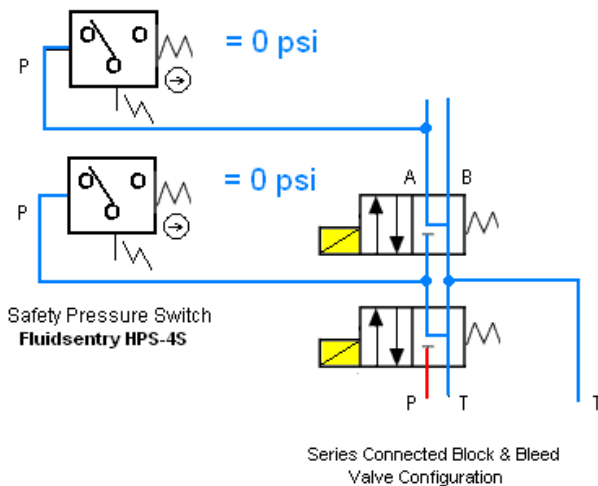 = 0 psi
P
= 0 psi
A B
P
Safety Pressure Switch
Fluidsentry HPS-4S
P T T
Series Connected Block & Bleed
Valve Configuration